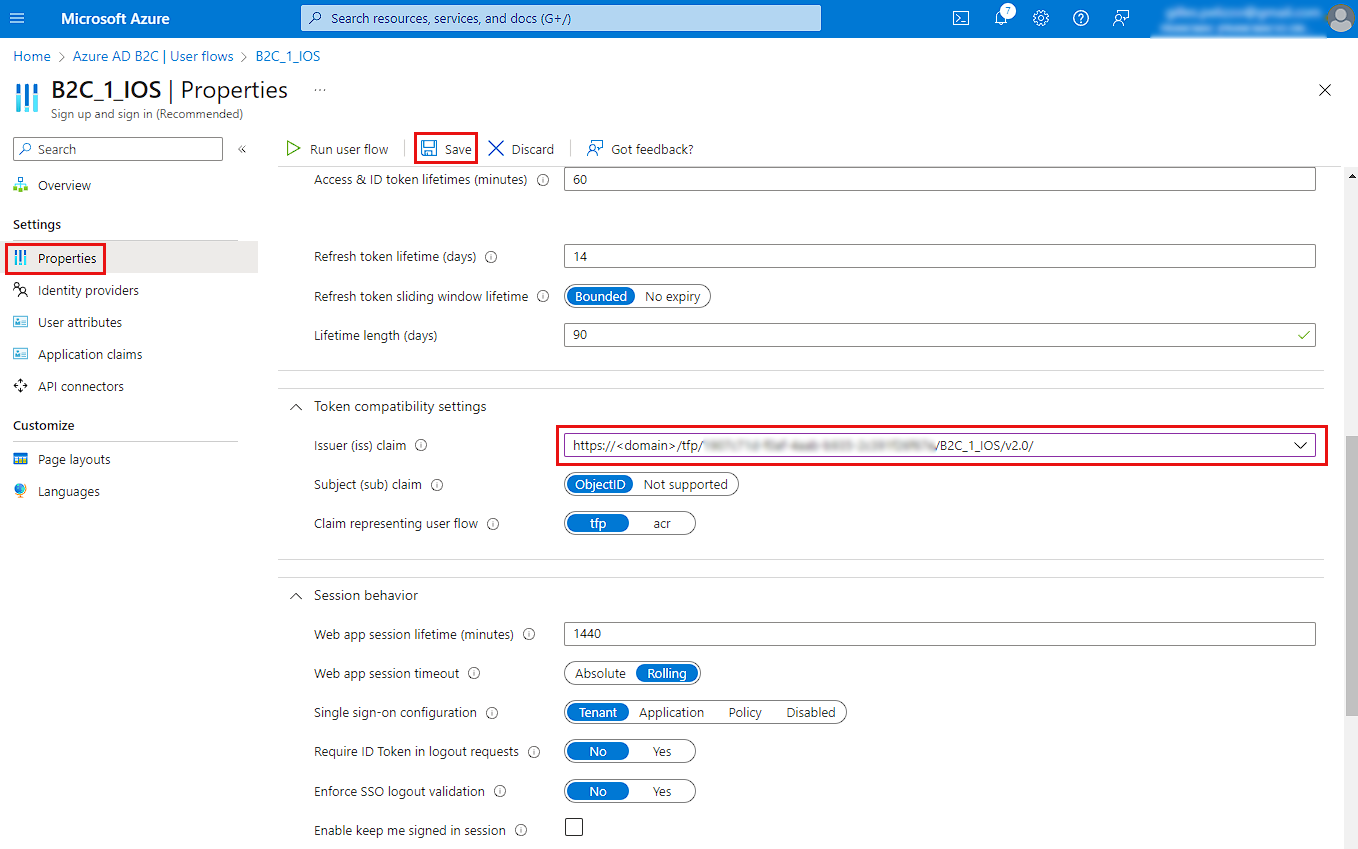 Microsoft Azure
Search resources, services, and docs (G+/)
7
Home > Azure AD B2C | User flows > B2C_1_IOS
B2C_1_IOS | Properties ...
Sign up and sign in (Recommended)
Search
«
Overview
Settings
Properties
Identity providers
User attributes
Application claims
API connectors
Customize
Page layouts
Languages
Run user flow Save Discard Got feedback?
Access & ID token lifetimes (minutes) 60
Refresh token lifetime (days) 14
Refresh token sliding window lifetime Bounded No expiry
Lifetime length (days) 90
Token compatibility settings
Issuer (iss) claim https://<domain>/tfp/ /B2C_1_IOS/v2.0/
Subject (sub) claim ObjectID Not supported
Claim representing user flow tfp acr
Session behavior
Web app session lifetime (minutes) 1440
Web app session timeout Absolute Rolling
Single sign-on configuration Tenant Application Policy Disabled
Require ID Token in logout requests No Yes
Enforce SSO logout validation No Yes
Enable keep me signed in session